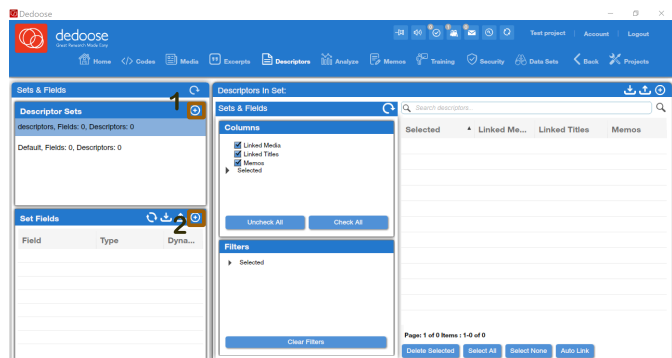 Dedoose
dedoose
Great Research Made Easy
Test project Account Logout
Home Codes Media Excerpts Descriptors Analyze Memos Training Security Data Sets Back Projects
Sets & Fields
Descriptors In Set:
1
Descriptor Sets
descriptors, Fields: 0, Descriptors: 0
Default, Fields: 0, Descriptors: 0
Set Fields
2
Field Type Dyna...
Sets & Fields
Columns
Linked Media
Linked Titles
Memos
Selected
Uncheck All Check All
Filters
Selected
Clear Filters
Search descriptors.
Selected Linked Me... Linked Titles Memos
Page: 1 of 0 Items : 1-0 of 0
Delete Selected Select All Select None Auto Link